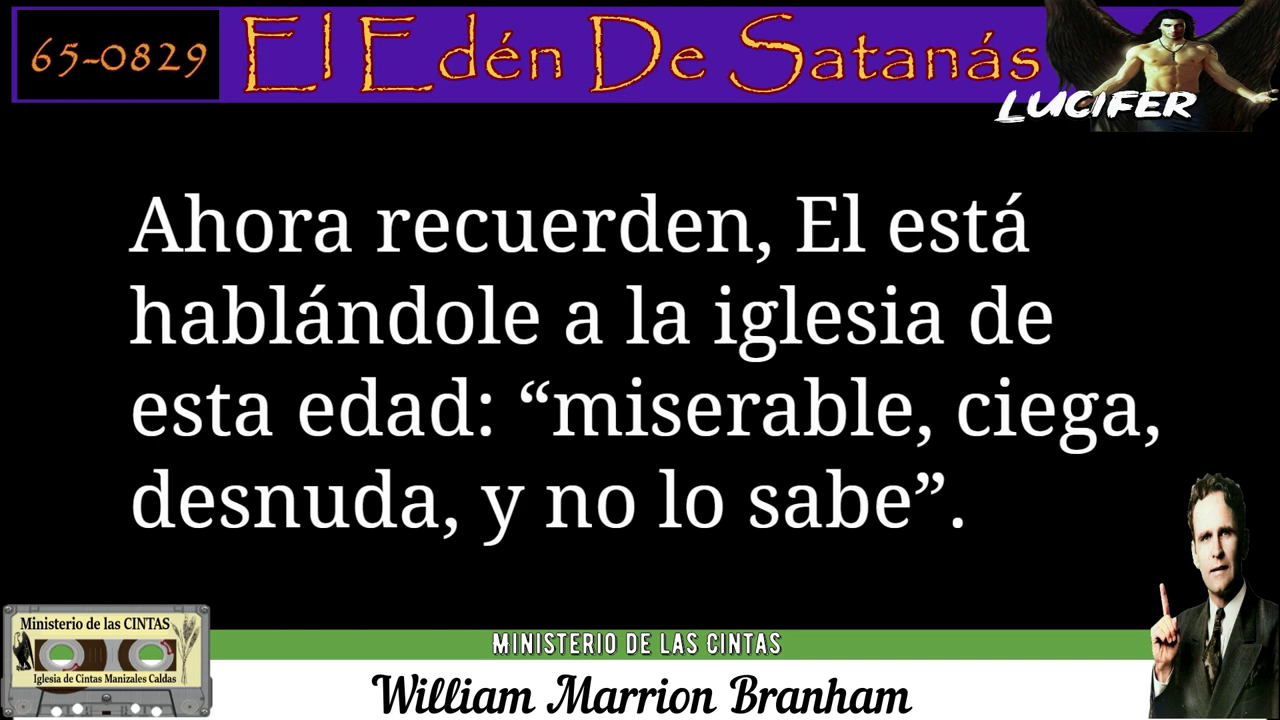 65-0829
El Edén De Satanás
LUCIFER
Ahora recuerden, El está
hablándole a la iglesia de
esta edad: “miserable, ciega,
desnuda, y no lo sabe”.
Ministerio de las CINTAS
Iglesia de Cintas Manizales Caldas
MINISTERIO DE LAS CINTAS
William Marrion Branham